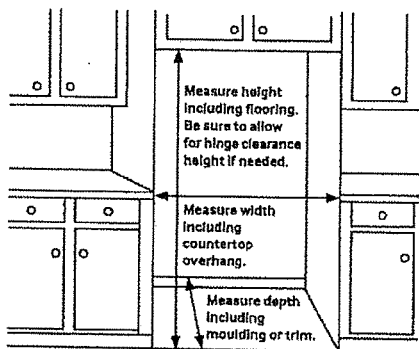 Measure height
including flooring.
Be sure to allow
for hinge clearance
height if needed.
Measure width
including
countertop
overhang.
Measure depth
including
moulding or trim.